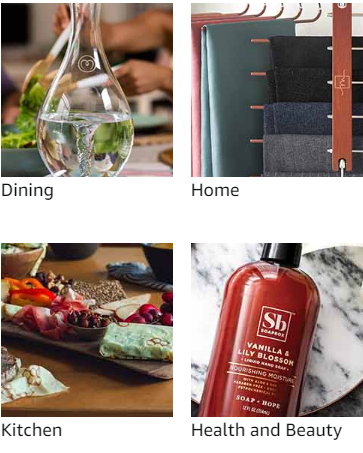 Dining
Home
Sb
SOAPBOX
VANILLA &
LILY BLOSSOM
• LIQUID HAND SOAP •
NOURISHING MOISTURE
SOAP • HOPE
Kitchen
Health and Beauty